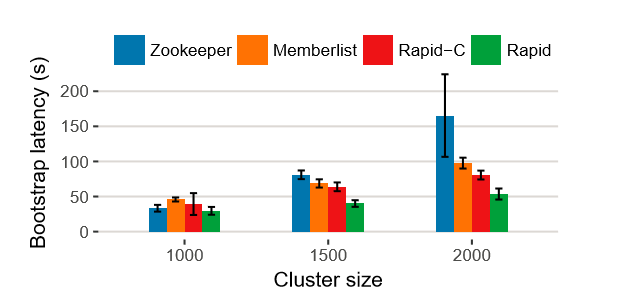 Zookeeper Memberlist Rapid−C Rapid
Bootstrap latency (s)
200
150
100
50
0
1000 1500 2000
Cluster size